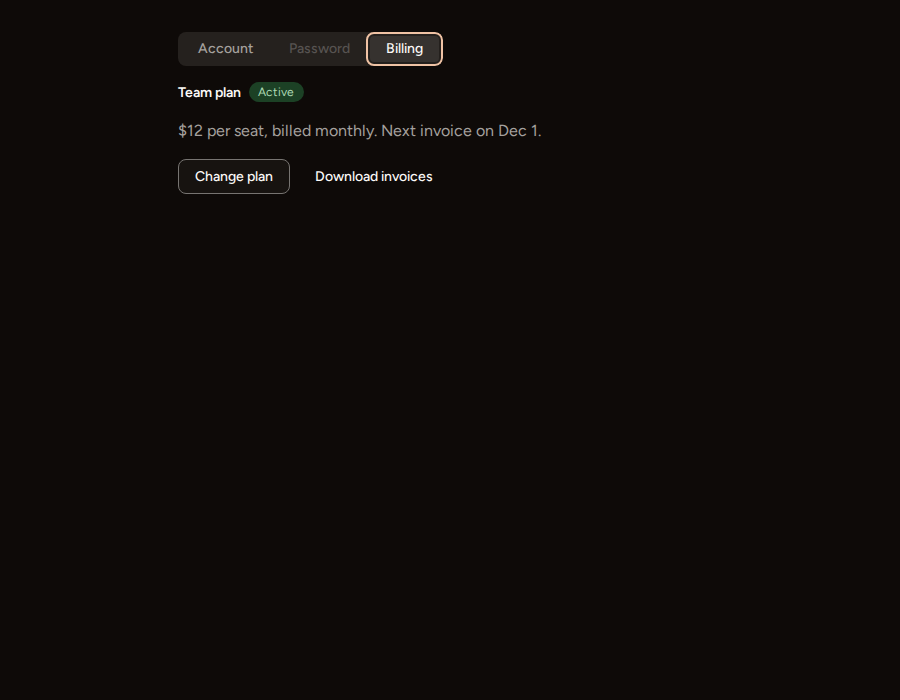 Account Password Billing
Team plan Active
$12 per seat, billed monthly. Next invoice on Dec 1.
Change plan Download invoices